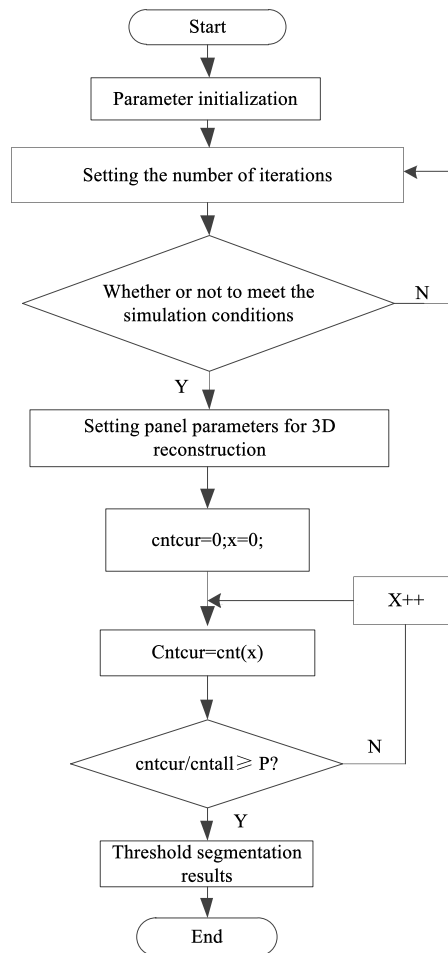 Start
Parameter initialization
Setting the number of iterations
Whether or not to meet the
simulation conditions
N
Y
Setting panel parameters for 3D
reconstruction
cntcur=0;x=0;
X++
Cntcur=cnt(x)
cntcur/cntall⩾ P?
N
Y
Threshold segmentation
results
End